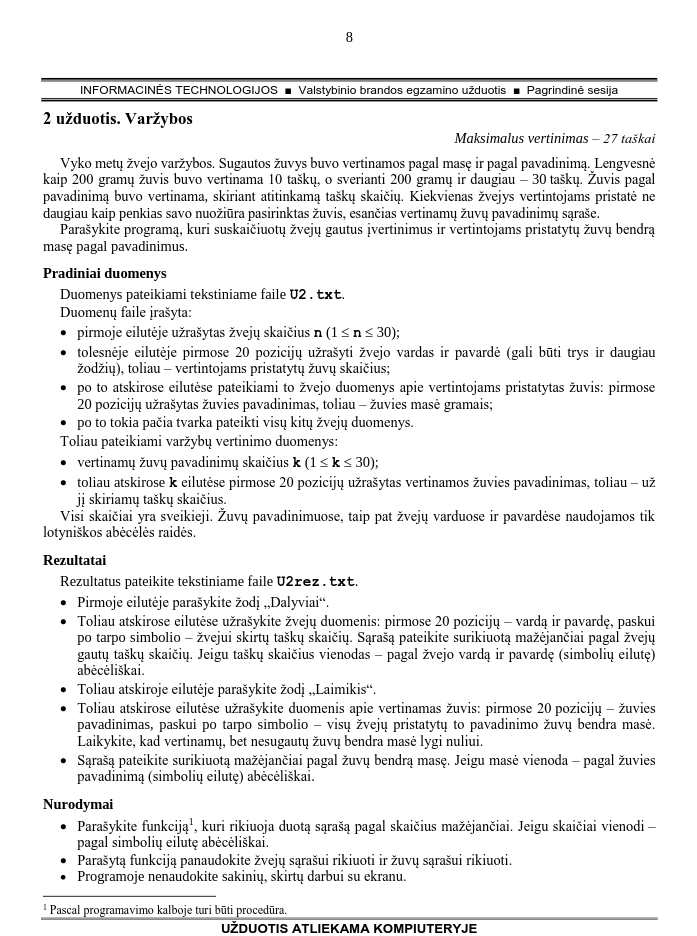 8
INFORMACINĖS TECHNOLOGIJOS ■ Valstybinio brandos egzamino užduotis ■ Pagrindinė sesija
2 užduotis. Varžybos
Maksimalus vertinimas – 27 taškai
Vyko metų žvejo varžybos. Sugautos žuvys buvo vertinamos pagal masę ir pagal pavadinimą. Lengvesnė
kaip 200 gramų žuvis buvo vertinama 10 taškų, o sverianti 200 gramų ir daugiau – 30 taškų. Žuvis pagal
pavadinimą buvo vertinama, skiriant atitinkamą taškų skaičių. Kiekvienas žvejys vertintojams pristatė ne
daugiau kaip penkias savo nuožiūra pasirinktas žuvis, esančias vertinamų žuvų pavadinimų sąraše.
Parašykite programą, kuri suskaičiuotų žvejų gautus įvertinimus ir vertintojams pristatytų žuvų bendrą
masę pagal pavadinimus.
Pradiniai duomenys
Duomenys pateikiami tekstiniame faile U2.txt.
Duomenų faile įrašyta:
• pirmoje eilutėje užrašytas žvejų skaičius n (1 ≤ n ≤ 30);
• tolesnėje eilutėje pirmose 20 pozicijų užrašyti žvejo vardas ir pavardė (gali būti trys ir daugiau
žodžių), toliau – vertintojams pristatytų žuvų skaičius;
• po to atskirose eilutėse pateikiami to žvejo duomenys apie vertintojams pristatytas žuvis: pirmose
20 pozicijų užrašytas žuvies pavadinimas, toliau – žuvies masė gramais;
• po to tokia pačia tvarka pateikti visų kitų žvejų duomenys.
Toliau pateikiami varžybų vertinimo duomenys:
• vertinamų žuvų pavadinimų skaičius k (1 ≤ k ≤ 30);
• toliau atskirose k eilutėse pirmose 20 pozicijų užrašytas vertinamos žuvies pavadinimas, toliau – už
jį skiriamų taškų skaičius.
Visi skaičiai yra sveikieji. Žuvų pavadinimuose, taip pat žvejų varduose ir pavardėse naudojamos tik
lotyniškos abėcėlės raidės.
Rezultatai
Rezultatus pateikite tekstiniame faile U2rez.txt.
• Pirmoje eilutėje parašykite žodį „Dalyviai“.
• Toliau atskirose eilutėse užrašykite žvejų duomenis: pirmose 20 pozicijų – vardą ir pavardę, paskui
po tarpo simbolio – žvejui skirtų taškų skaičių. Sąrašą pateikite surikiuotą mažėjančiai pagal žvejų
gautų taškų skaičių. Jeigu taškų skaičius vienodas – pagal žvejo vardą ir pavardę (simbolių eilutę)
abėcėliškai.
• Toliau atskiroje eilutėje parašykite žodį „Laimikis“.
• Toliau atskirose eilutėse užrašykite duomenis apie vertinamas žuvis: pirmose 20 pozicijų – žuvies
pavadinimas, paskui po tarpo simbolio – visų žvejų pristatytų to pavadinimo žuvų bendra masė.
Laikykite, kad vertinamų, bet nesugautų žuvų bendra masė lygi nuliui.
• Sąrašą pateikite surikiuotą mažėjančiai pagal žuvų bendrą masę. Jeigu masė vienoda – pagal žuvies
pavadinimą (simbolių eilutę) abėcėliškai.
Nurodymai
• Parašykite funkciją¹, kuri rikiuoja duotą sąrašą pagal skaičius mažėjančiai. Jeigu skaičiai vienodi –
pagal simbolių eilutę abėcėliškai.
• Parašytą funkciją panaudokite žvejų sąrašui rikiuoti ir žuvų sąrašui rikiuoti.
• Programoje nenaudokite sakinių, skirtų darbui su ekranu.
¹ Pascal programavimo kalboje turi būti procedūra.
UŽDUOTIS ATLIEKAMA KOMPIUTERYJE